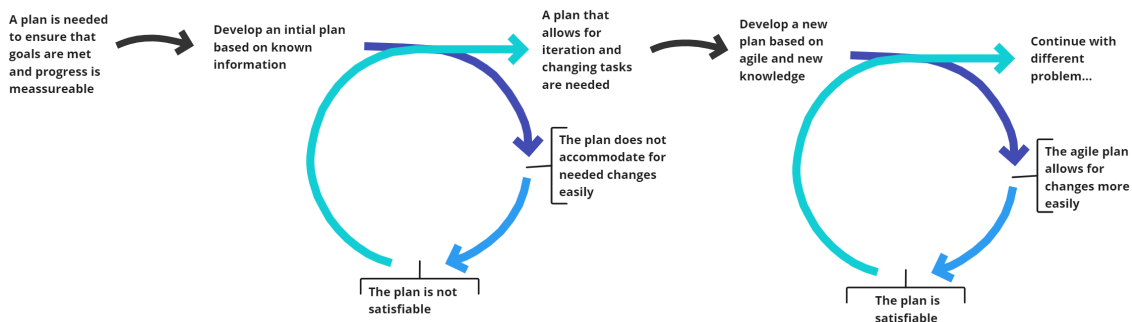 A plan is needed
to ensure that
goals are met
and progress is
meassureable
Develop an intial plan
based on known
information
The plan does not
accommodate for
needed changes
easily
The plan is not
satisfiable
A plan that
allows for
iteration and
changing tasks
are needed
Develop a new
plan based on
agile and new
knowledge
The agile plan
allows for
changes more
easily
The plan is
satisfiable
Continue with
different
problem...